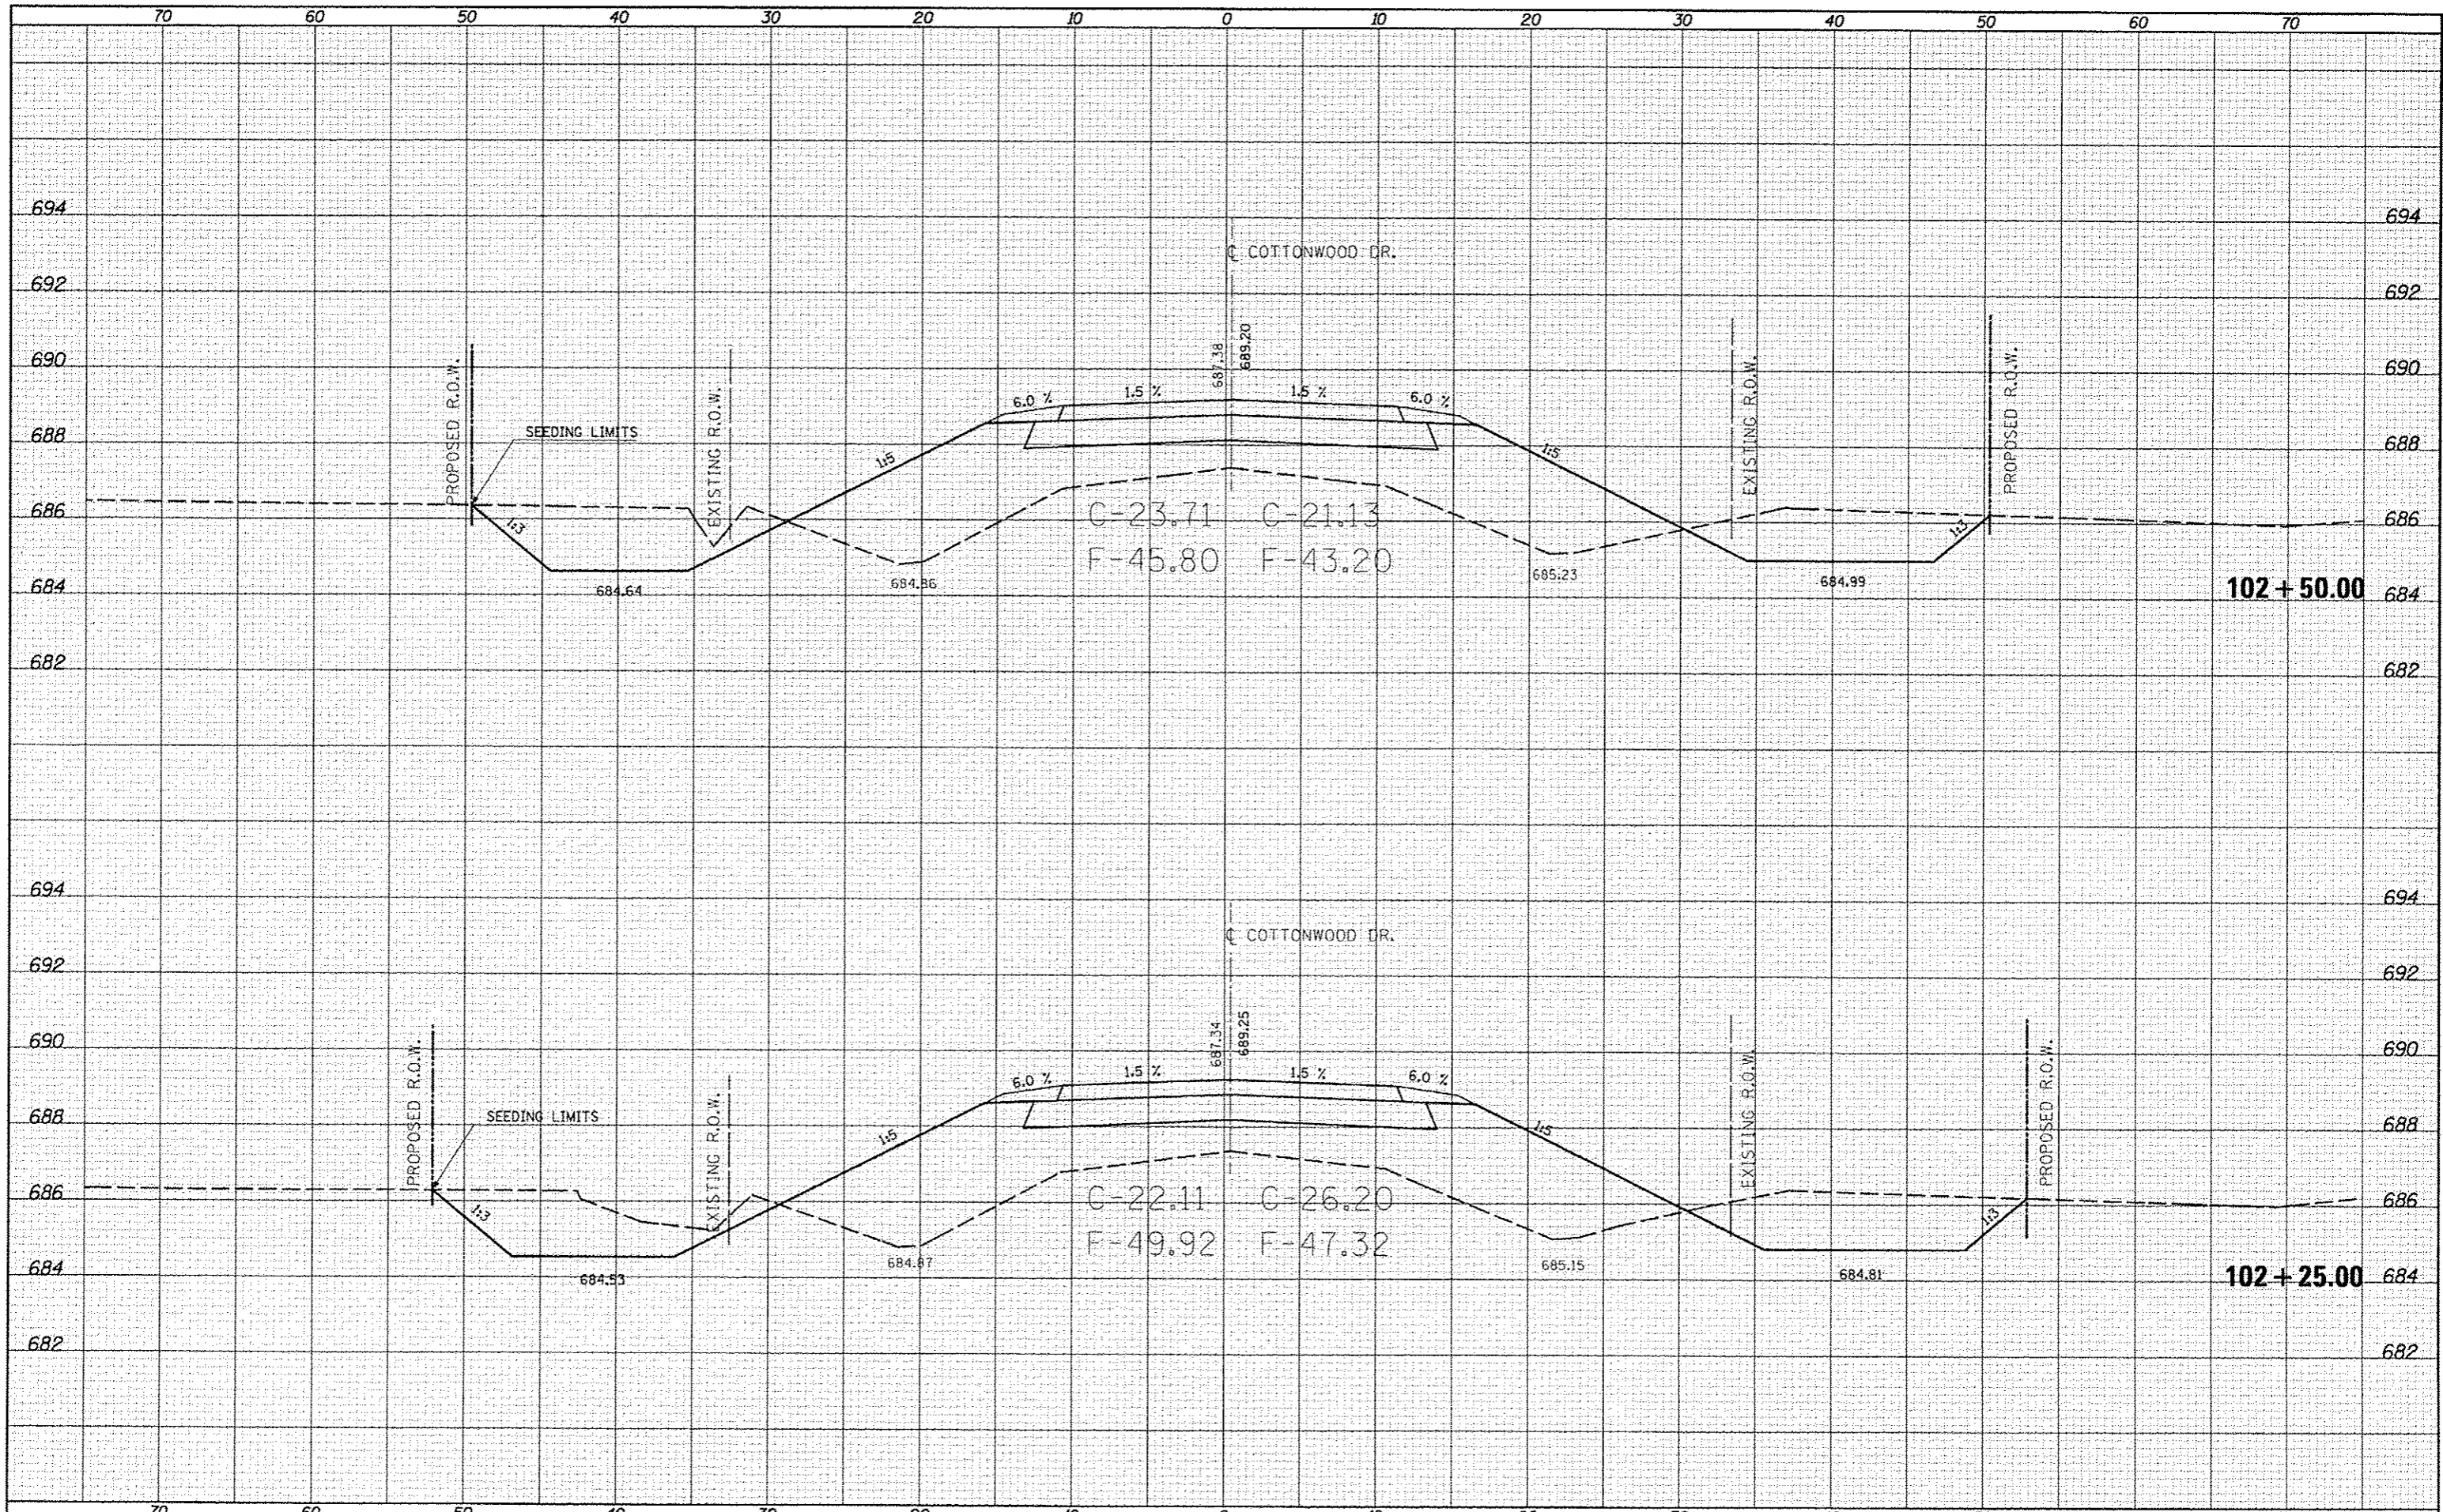 70 60 50 40 30 20 10 0 10 20 30 40 50 60 70
694 694
℄ COTTONWOOD DR.
692 692
687.38
689.20
690 690
PROPOSED R.O.W.
EXISTING R.O.W.
EXISTING R.O.W.
PROPOSED R.O.W.
6.0 % 1.5 % 1.5 % 6.0 %
SEEDING LIMITS
688 688
1:5 1:5
686 686
1:3 1:3
C-23.71 C-21.13
F-45.80 F-43.20
684.64 684.86 685.23 684.99
684 102+50.00 684
682 682
694 694
℄ COTTONWOOD DR.
692 692
687.34
689.25
690 690
PROPOSED R.O.W.
EXISTING R.O.W.
EXISTING R.O.W.
PROPOSED R.O.W.
6.0 % 1.5 % 1.5 % 6.0 %
SEEDING LIMITS
688 688
1:5 1:5
686 686
1:3 1:3
C-22.11 C-26.20
F-49.92 F-47.32
684.53 684.87 685.15 684.81
684 102+25.00 684
682 682